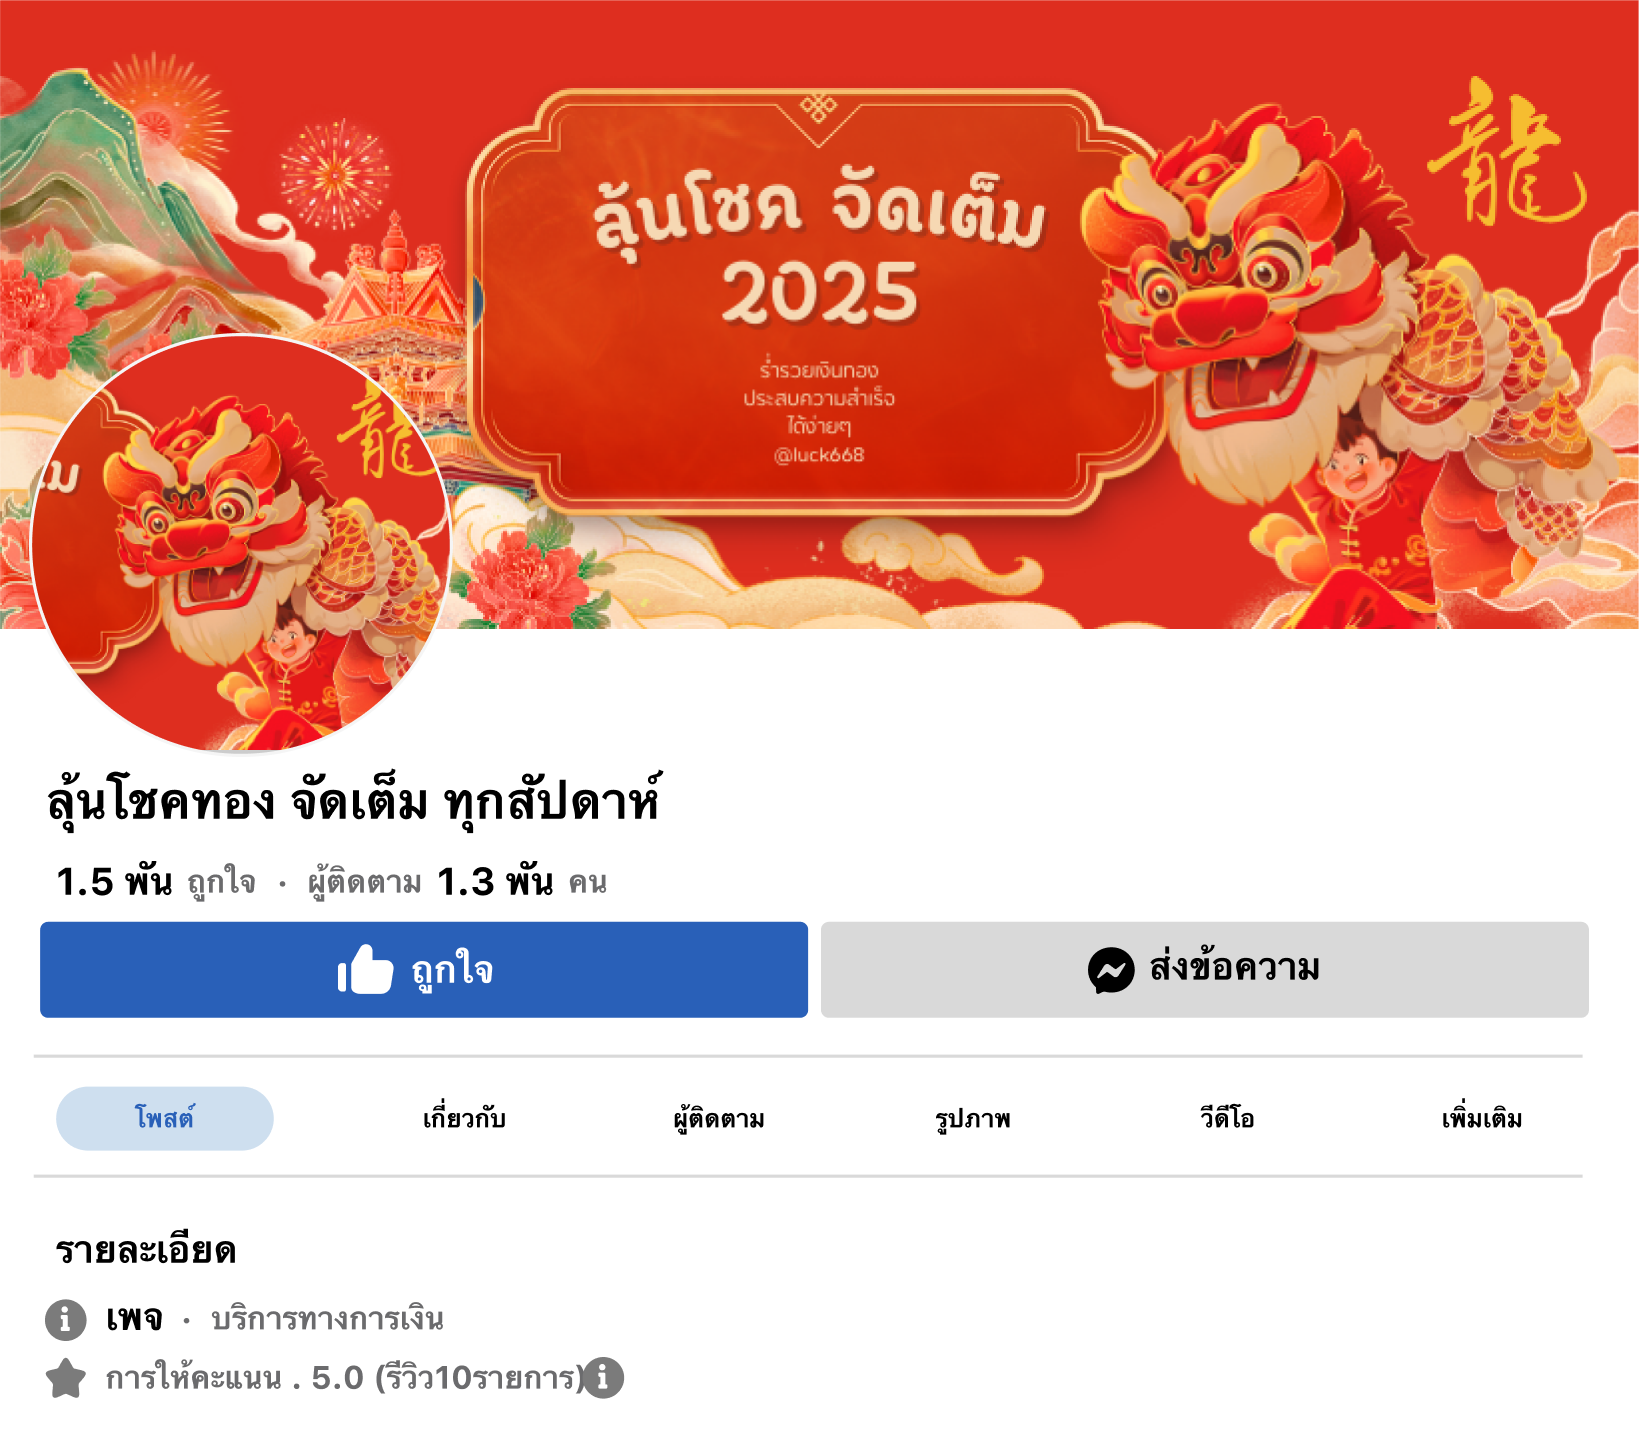 ลุ้นโชค จัดเต็ม
2025
ร่ำรวยเงินทอง
ประสบความสำเร็จ
ได้ง่ายๆ
@luck668
龍
龍
เม
ลุ้นโชคทอง จัดเต็ม ทุกสัปดาห์
1.5 พัน ถูกใจ · ผู้ติดตาม 1.3 พัน คน
ถูกใจ
ส่งข้อความ
โพสต์ เกี่ยวกับ ผู้ติดตาม รูปภาพ วีดีโอ เพิ่มเติม
รายละเอียด
เพจ · บริการทางการเงิน
การให้คะแนน . 5.0 (รีวิว10รายการ)